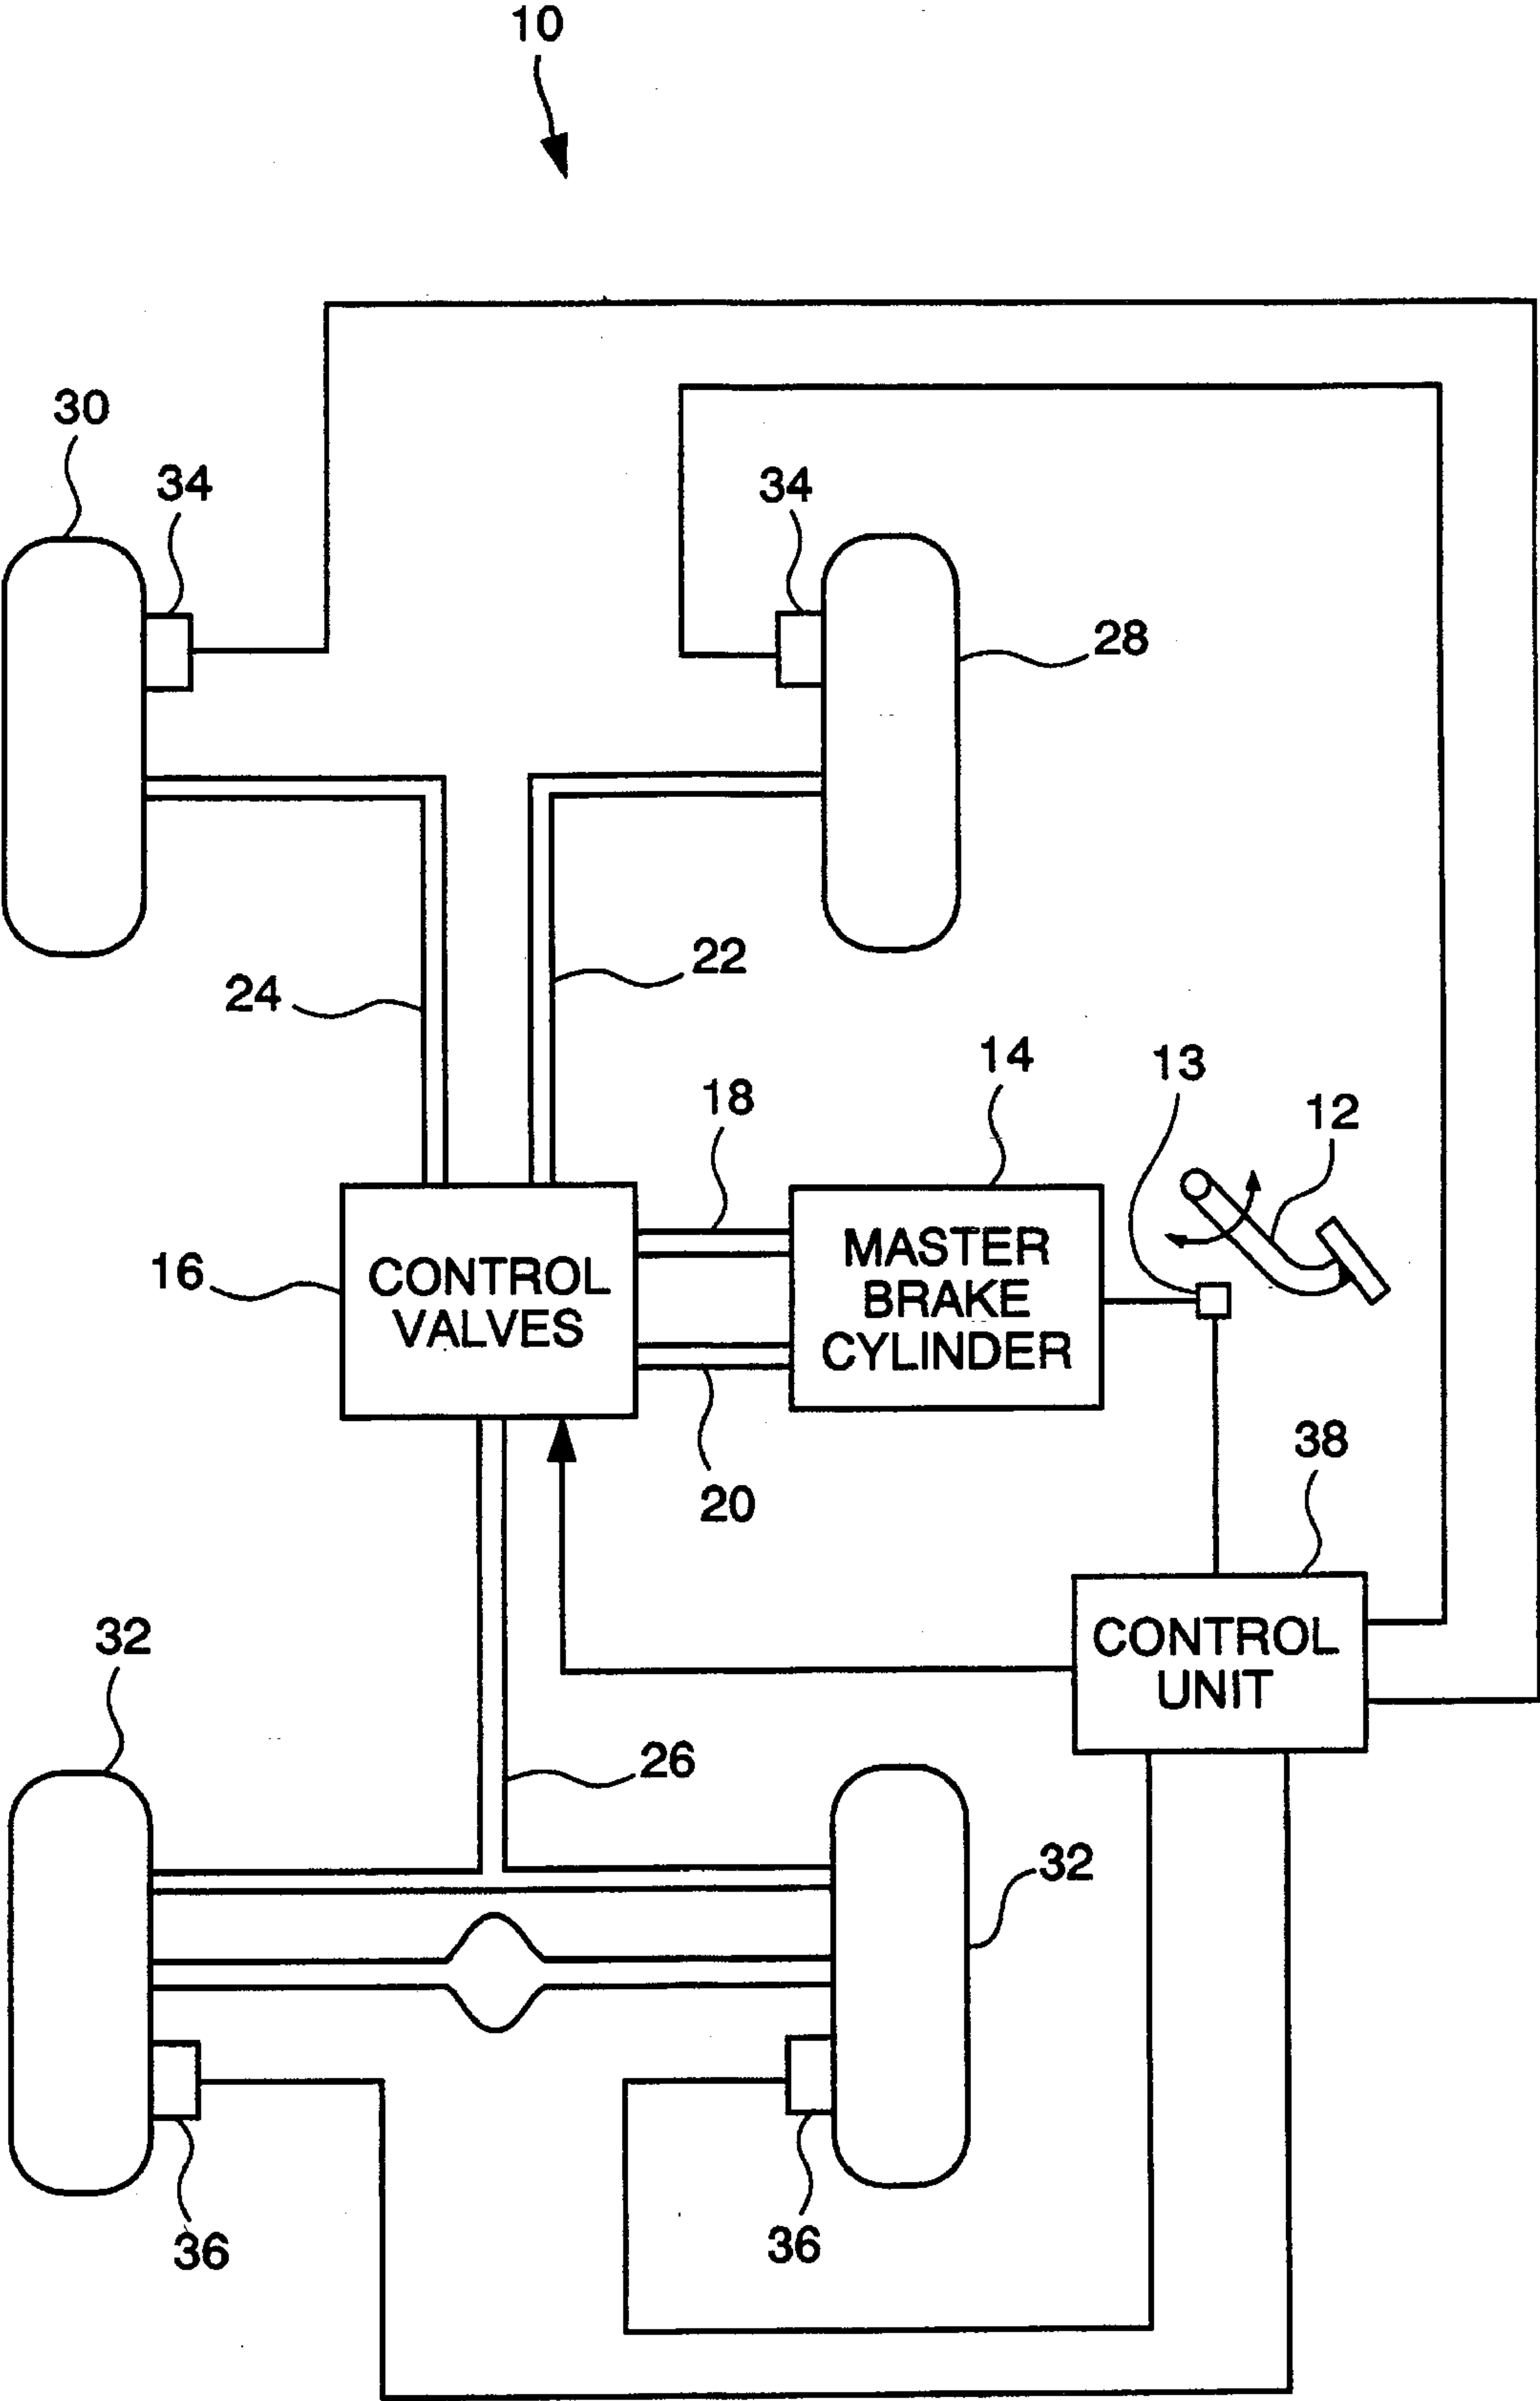 10
30
34
34
28
22
24
14
13
18
12
16
CONTROL
VALVES
MASTER
BRAKE
CYLINDER
20
38
CONTROL
UNIT
32
26
32
36
36